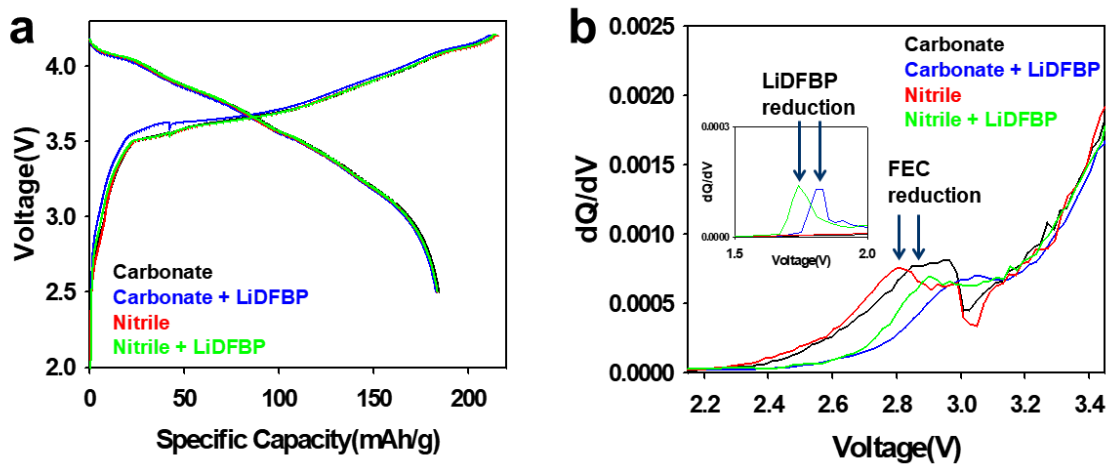 a
Voltage(V)
4.0
3.5
3.0
2.5
2.0
Carbonate
Carbonate + LiDFBP
Nitrile
Nitrile + LiDFBP
0
50
100
150
200
Specific Capacity(mAh/g)
b
dQ/dV
0.0025
0.0020
0.0015
0.0010
0.0005
0.0000
Carbonate
Carbonate + LiDFBP
Nitrile
Nitrile + LiDFBP
LiDFBP
reduction
0.0003
0.0000
1.5
2.0
Voltage(V)
FEC
reduction
2.2
2.4
2.6
2.8
3.0
3.2
3.4
Voltage(V)